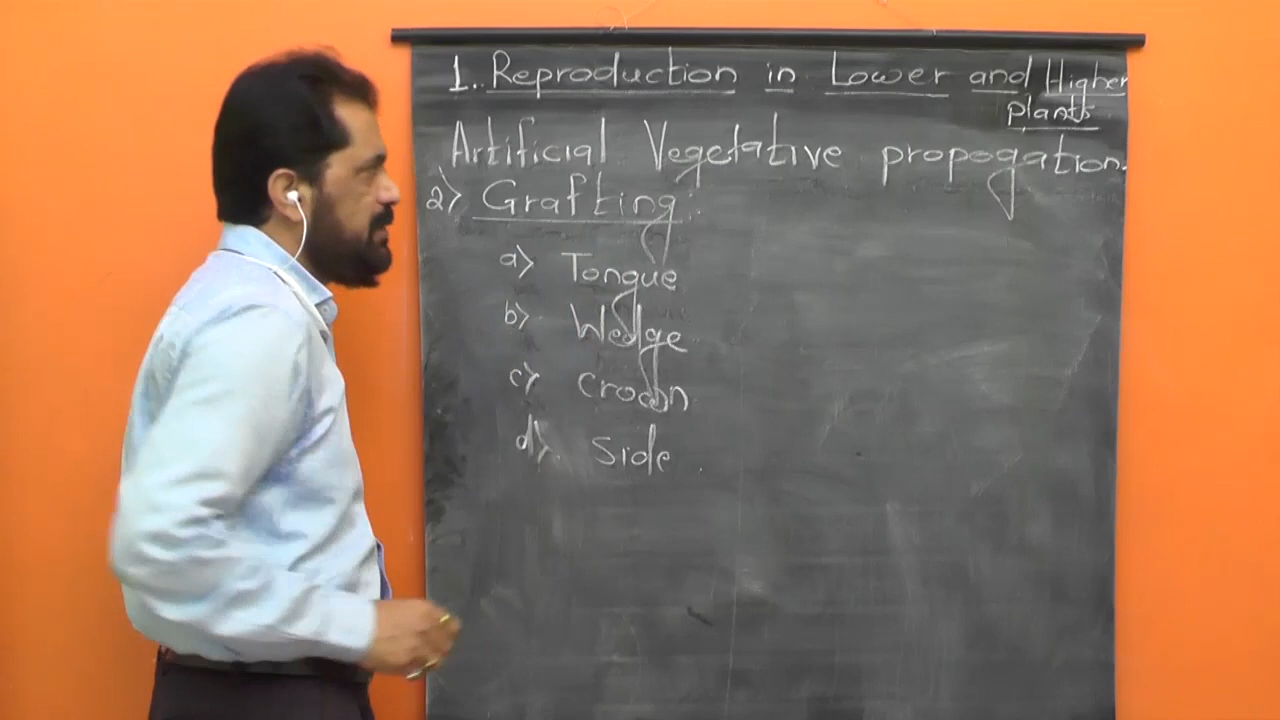 1. Reproduction in Lower and Higher
plants
Artificial Vegetative propogation.
2) Grafting:
a) Tongue
b) Wedge
c) Crown
d) Side.